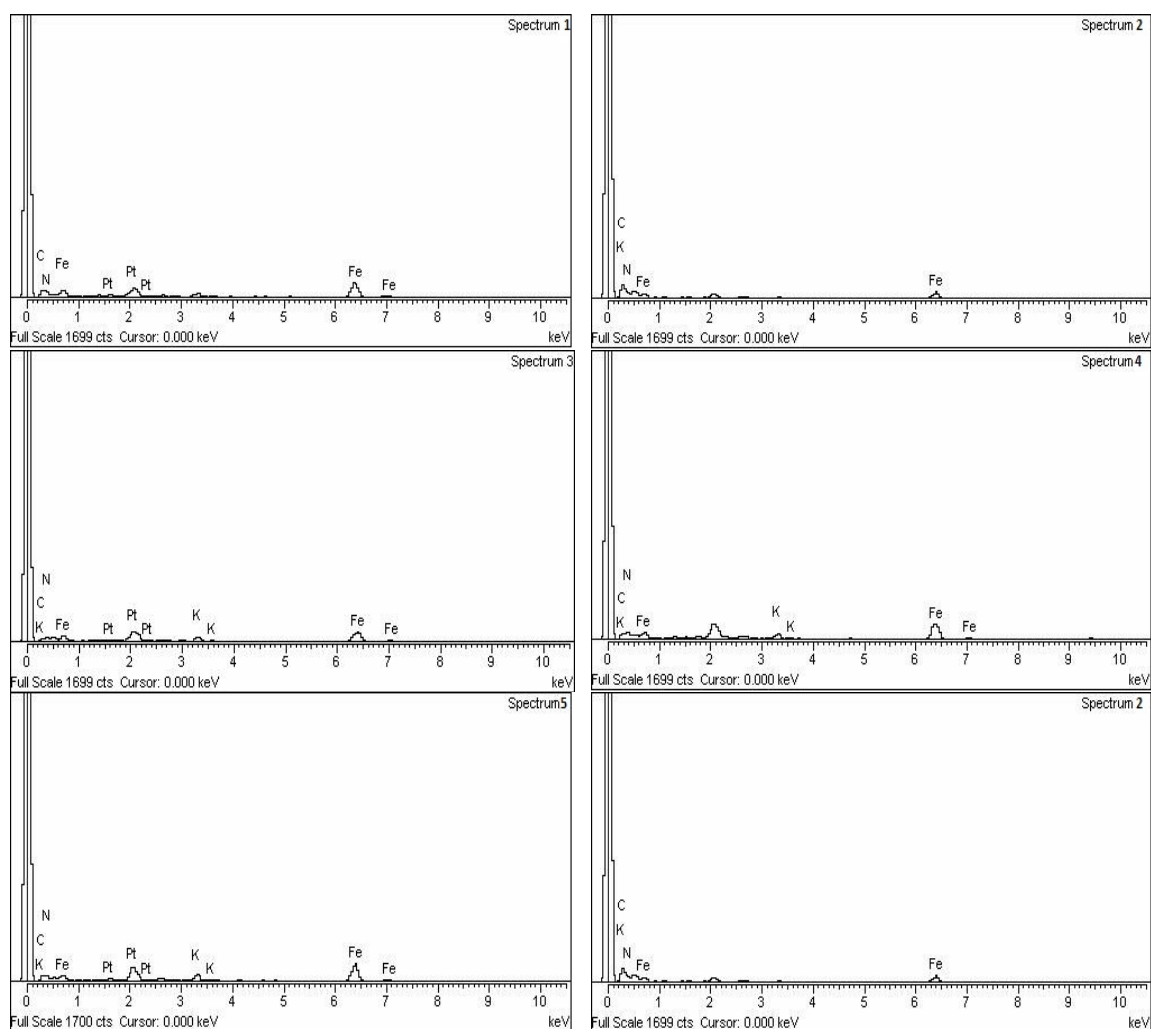 Spectrum 1
C
Fe
N
Pt
Pt
Pt
Fe
Fe
0 1 2 3 4 5 6 7 8 9 10
Full Scale 1699 cts Cursor: 0.000 keV keV
Spectrum 2
C
K
N
Fe
Fe
0 1 2 3 4 5 6 7 8 9 10
Full Scale 1699 cts Cursor: 0.000 keV keV
Spectrum 3
N
C
K Fe
Pt
Pt
Pt
K
K
Fe
Fe
0 1 2 3 4 5 6 7 8 9 10
Full Scale 1699 cts Cursor: 0.000 keV keV
Spectrum 4
N
C
K Fe
K
K
Fe
Fe
0 1 2 3 4 5 6 7 8 9 10
Full Scale 1699 cts Cursor: 0.000 keV keV
Spectrum5
N
C
K Fe
Pt
Pt
Pt
K
K
Fe
Fe
0 1 2 3 4 5 6 7 8 9 10
Full Scale 1700 cts Cursor: 0.000 keV keV
Spectrum 2
C
K
N
Fe
Fe
0 1 2 3 4 5 6 7 8 9 10
Full Scale 1699 cts Cursor: 0.000 keV keV